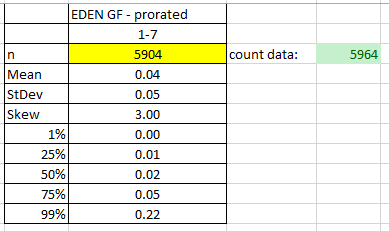 EDEN GF - prorated
1-7
n 5904 count data: 5964
Mean 0.04
StDev 0.05
Skew 3.00
1% 0.00
25% 0.01
50% 0.02
75% 0.05
99% 0.22